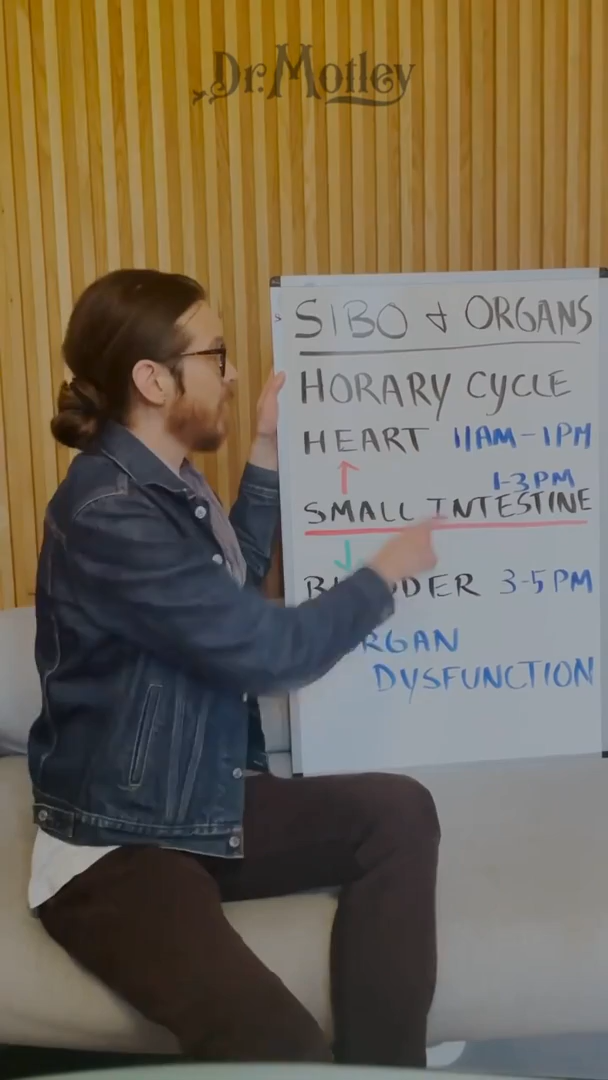 Dr. Motley
SIBO & ORGANS
HORARY CYCLE
HEART 11AM-1PM
1-3PM
SMALL INTESTINE
3-5PM
DYSFUNCTION